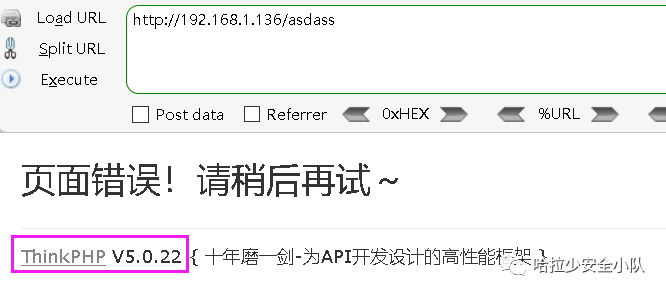 Load URL
http://192.168.1.136/asdass
Split URL
Execute
Post data Referrer 0xHEX %URL
页面错误！请稍后再试～
ThinkPHP V5.0.22 { 十年磨一剑-为API开发设计的高性能框架 }
哈拉少安全小队